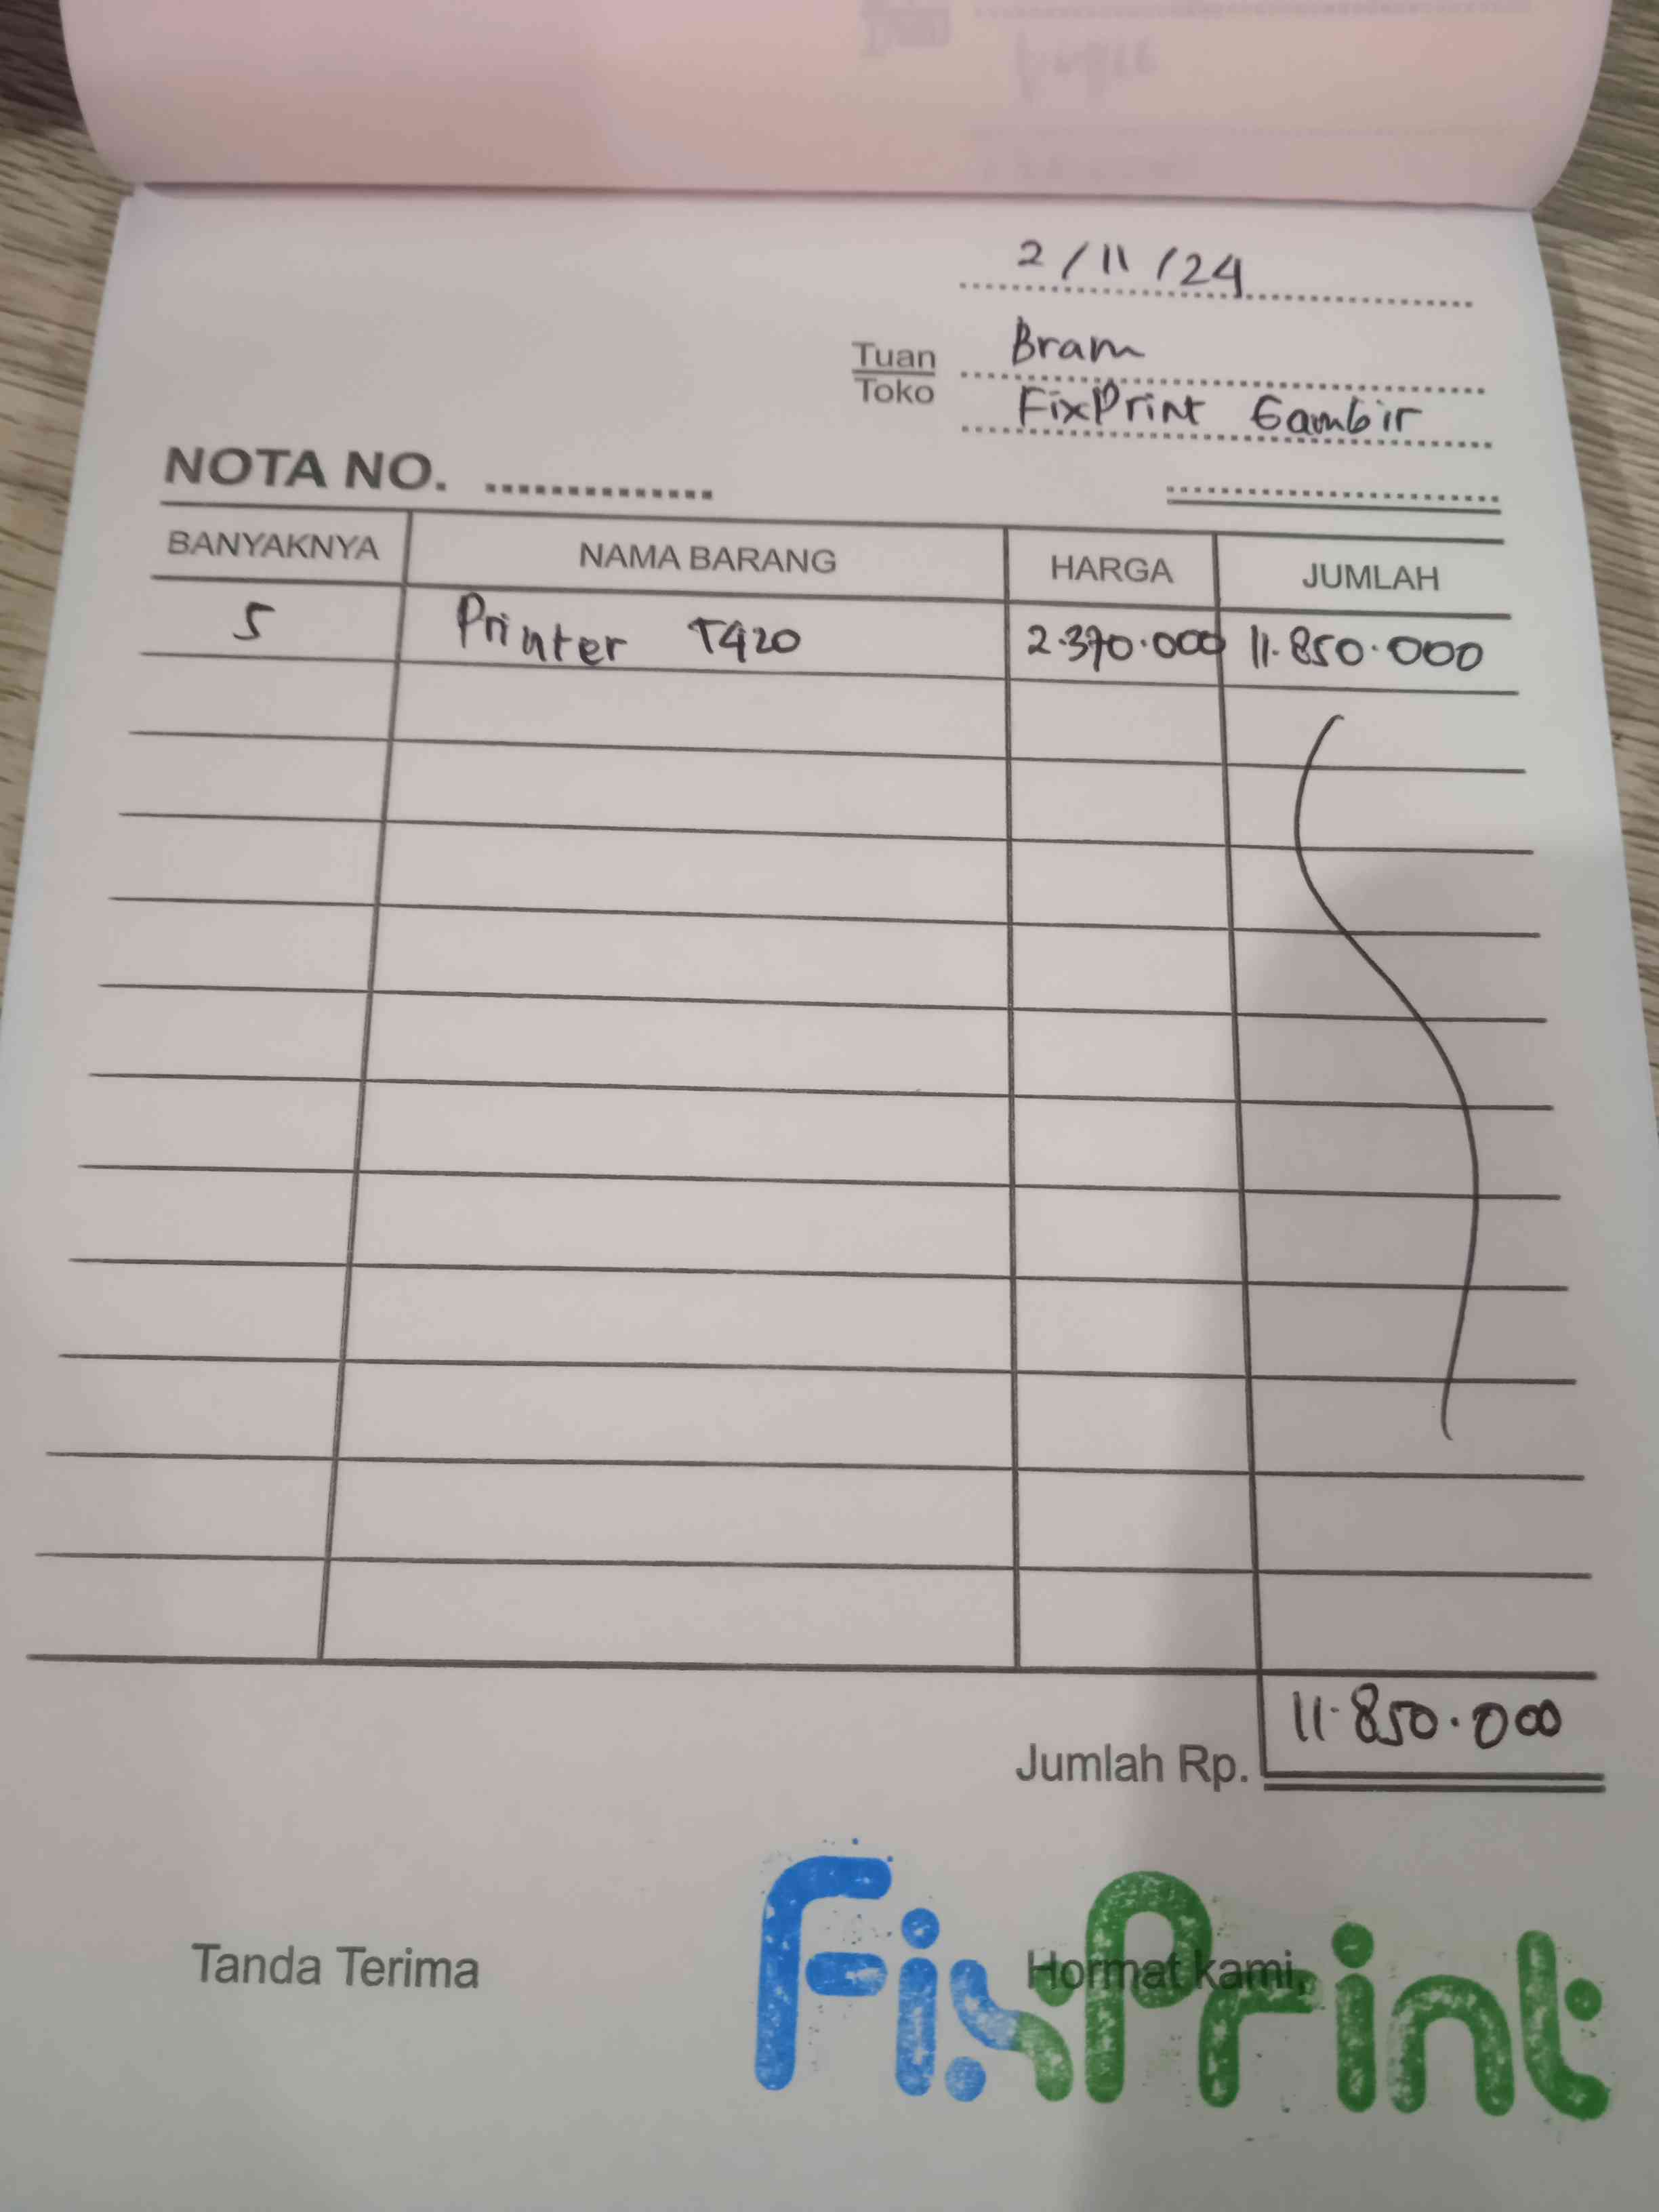 2/11/24
Tuan Bram
Toko FixPrint Gambir
NOTA NO. ..............
BANYAKNYA NAMA BARANG HARGA JUMLAH
5 Printer T420 2.370.000 11.850.000
Jumlah Rp. 11.850.000
Tanda Terima Hormat kami,
FixPrint